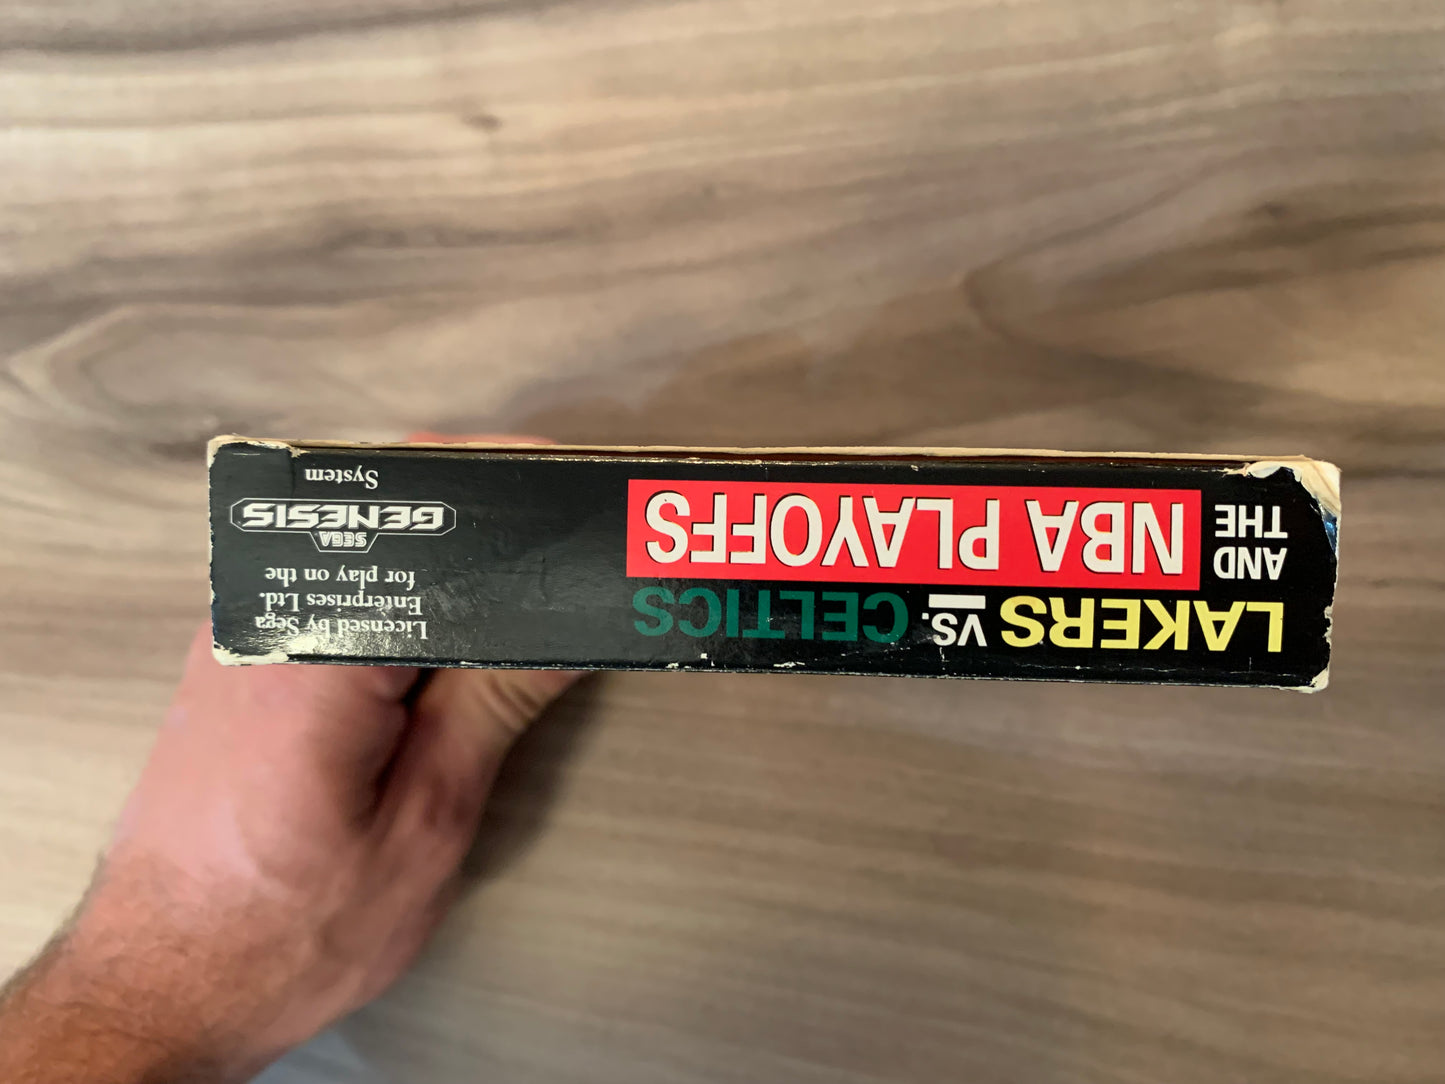 LAKERS VS. CELTICS
AND THE
NBA PLAYOFFS
Licensed by Sega
Enterprises Ltd.
for play on the
SEGA
GENESIS
System